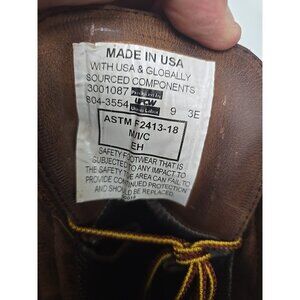 MADE IN USA
WITH USA & GLOBALLY
SOURCED COMPONENTS
3001087
UFCW
804-3554 9 3E
ASTM F2413-18
M/I/C
EH
SAFETY FOOTWEAR THAT IS
SUBJECTED TO ANY IMPACT TO
THE SAFETY TOE AREA CAN FAIL TO
PROVIDE CONTINUED PROTECTION
AND SHOULD BE REPLACED